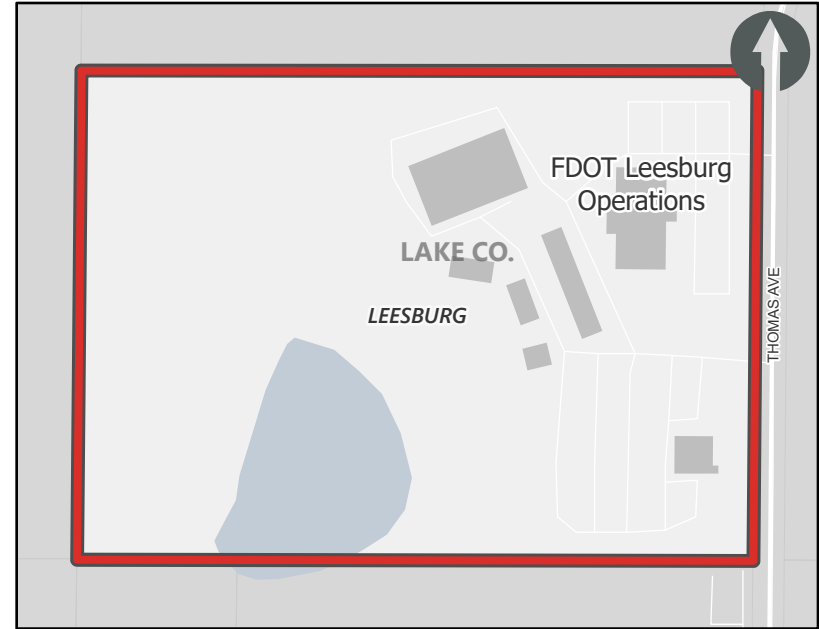 FDOT Leesburg
Operations
LAKE CO.
LEESBURG
THOMAS AVE